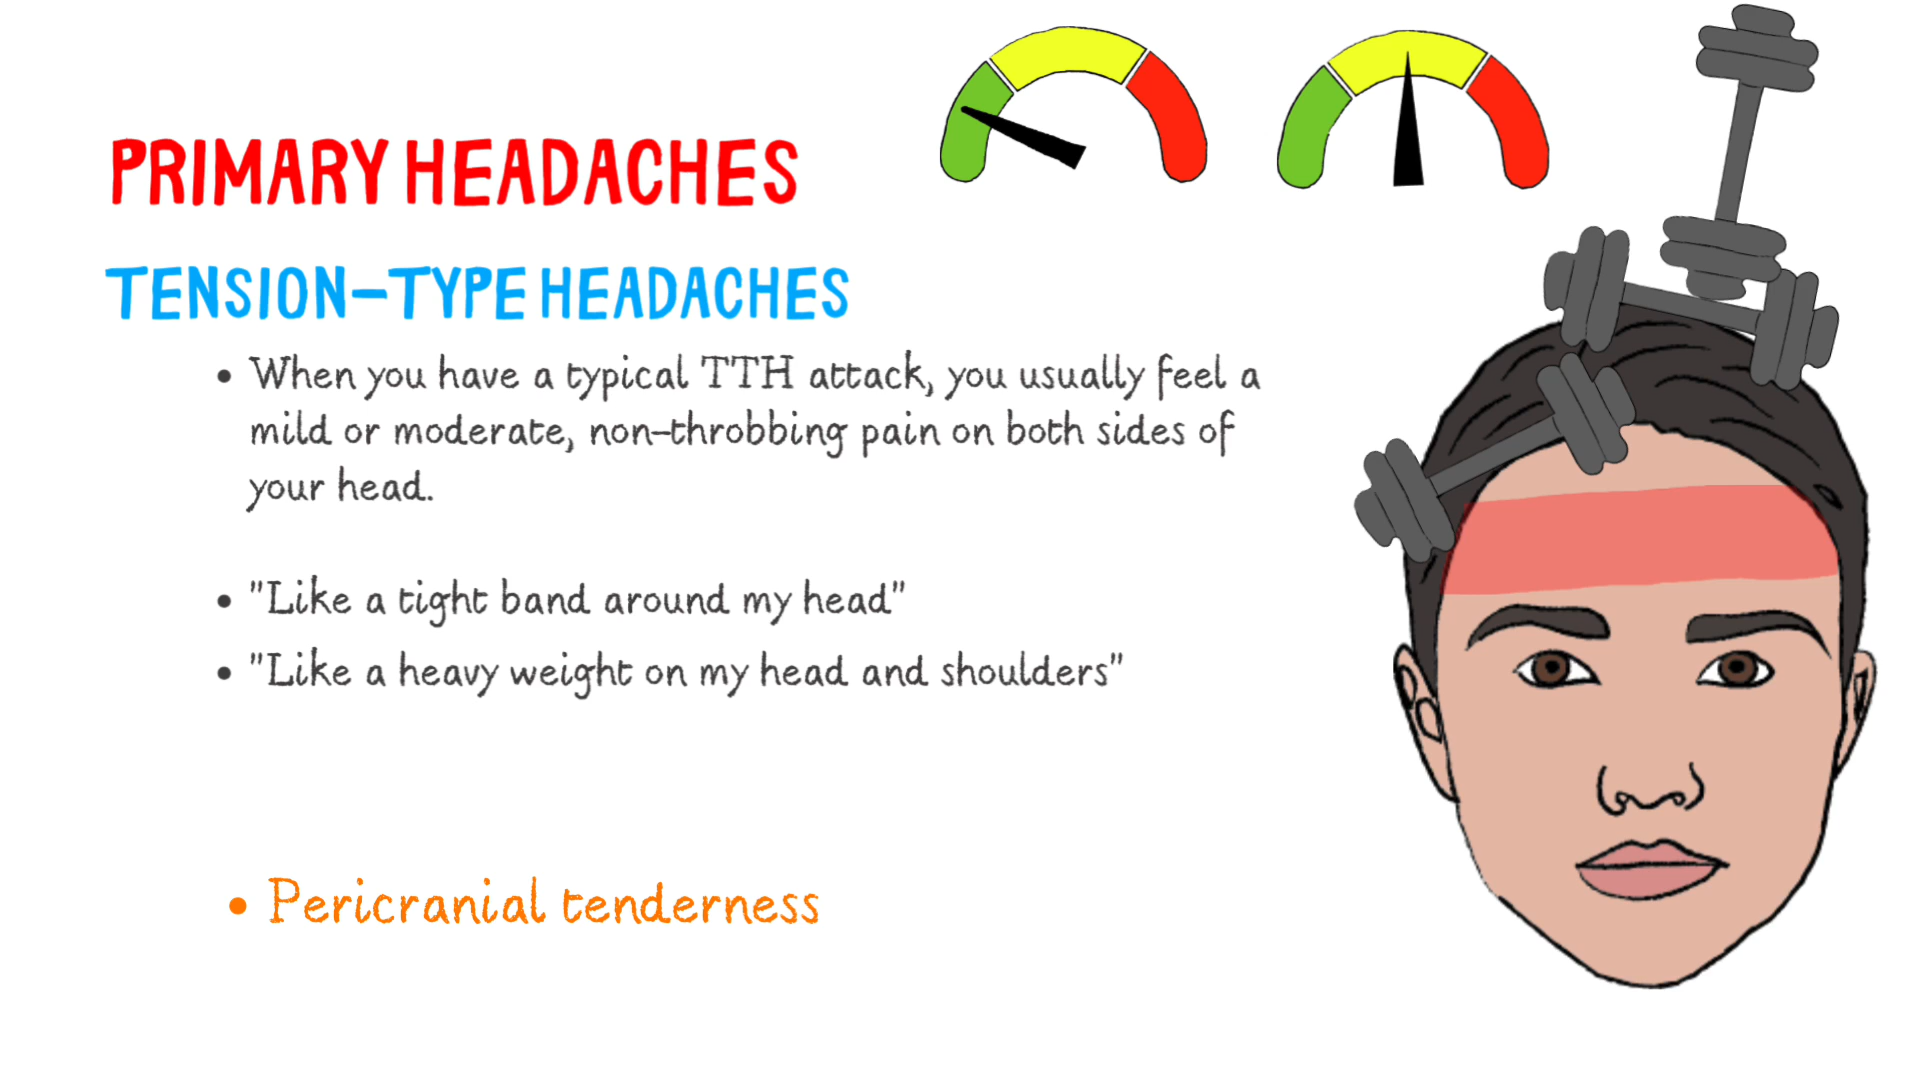 PRIMARY HEADACHES
TENSION-TYPE HEADACHES
• When you have a typical TTH attack, you usually feel a
mild or moderate, non-throbbing pain on both sides of
your head.
• "Like a tight band around my head"
• "Like a heavy weight on my head and shoulders"
• Pericranial tenderness